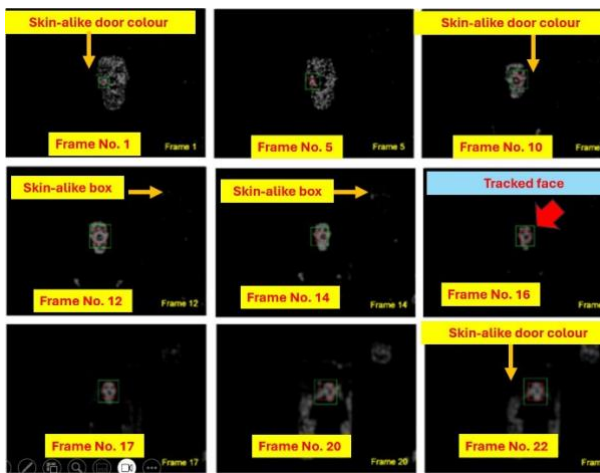 Skin-alike door colour
Frame No. 1
Frame 1
Frame No. 5
Frame 5
Skin-alike door colour
Frame No. 10
Frame
Skin-alike box
Frame No. 12
Frame 12
Skin-alike box
Frame No. 14
Frame 14
Tracked face
Frame No. 16
Frame
Frame No. 17
Frame 17
Frame No. 20
Frame 20
Skin-alike door colour
Frame No. 22
Frame